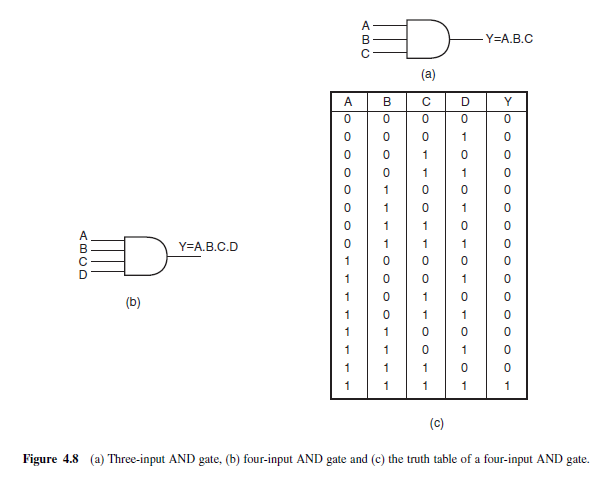 A
B
C
Y=A.B.C
(a)
A B C D Y
0 0 0 0 0
0 0 0 1 0
0 0 1 0 0
0 0 1 1 0
0 1 0 0 0
0 1 0 1 0
0 1 1 0 0
0 1 1 1 0
1 0 0 0 0
1 0 0 1 0
1 0 1 0 0
1 0 1 1 0
1 1 0 0 0
1 1 0 1 0
1 1 1 0 0
1 1 1 1 1
A
B
C
D
Y=A.B.C.D
(b)
(c)
Figure 4.8 (a) Three-input AND gate, (b) four-input AND gate and (c) the truth table of a four-input AND gate.